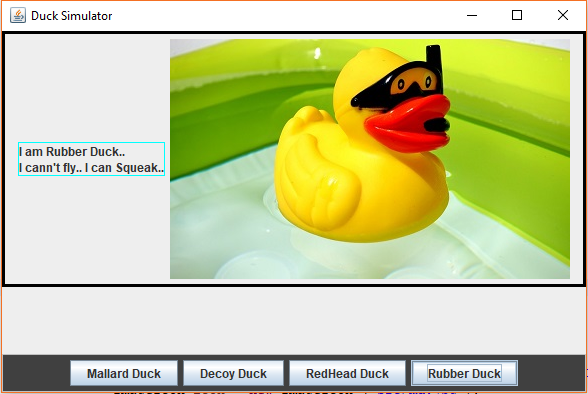 Duck Simulator
I am Rubber Duck..
I cann't fly.. I can Squeak..
Mallard Duck
Decoy Duck
RedHead Duck
Rubber Duck